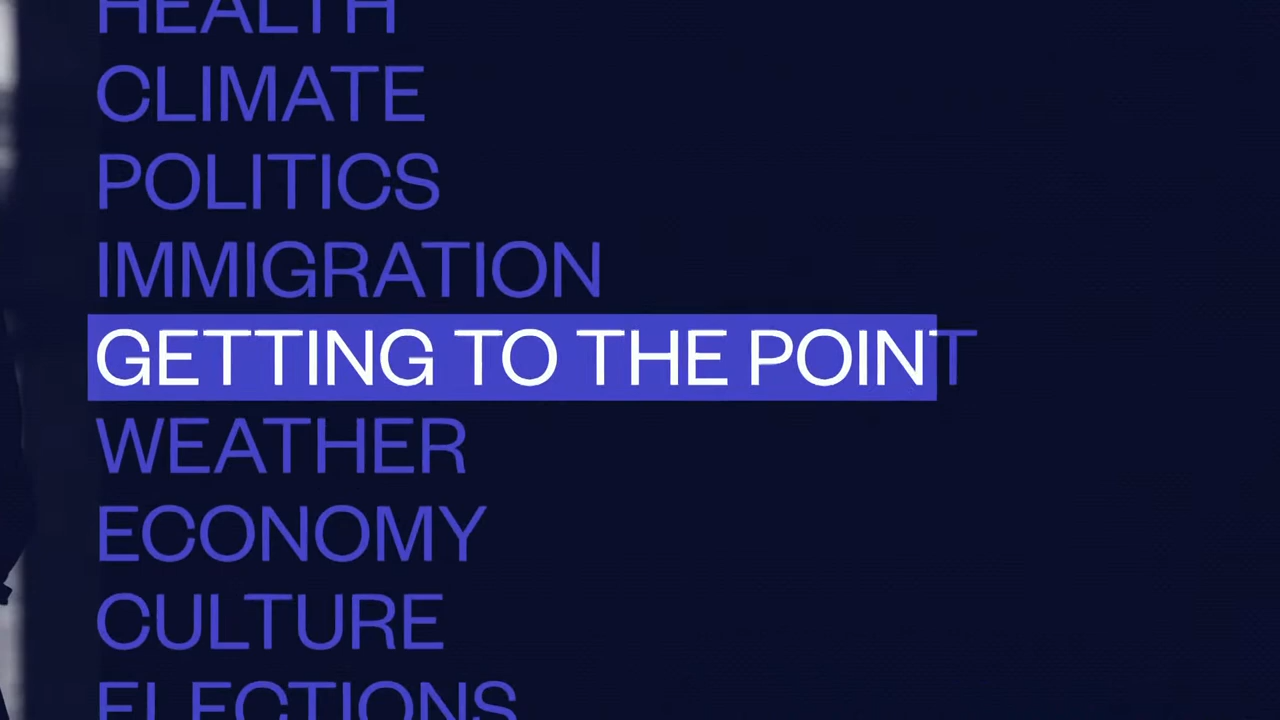 HEALTH
CLIMATE
POLITICS
IMMIGRATION
GETTING TO THE POINT
WEATHER
ECONOMY
CULTURE
ELECTIONS